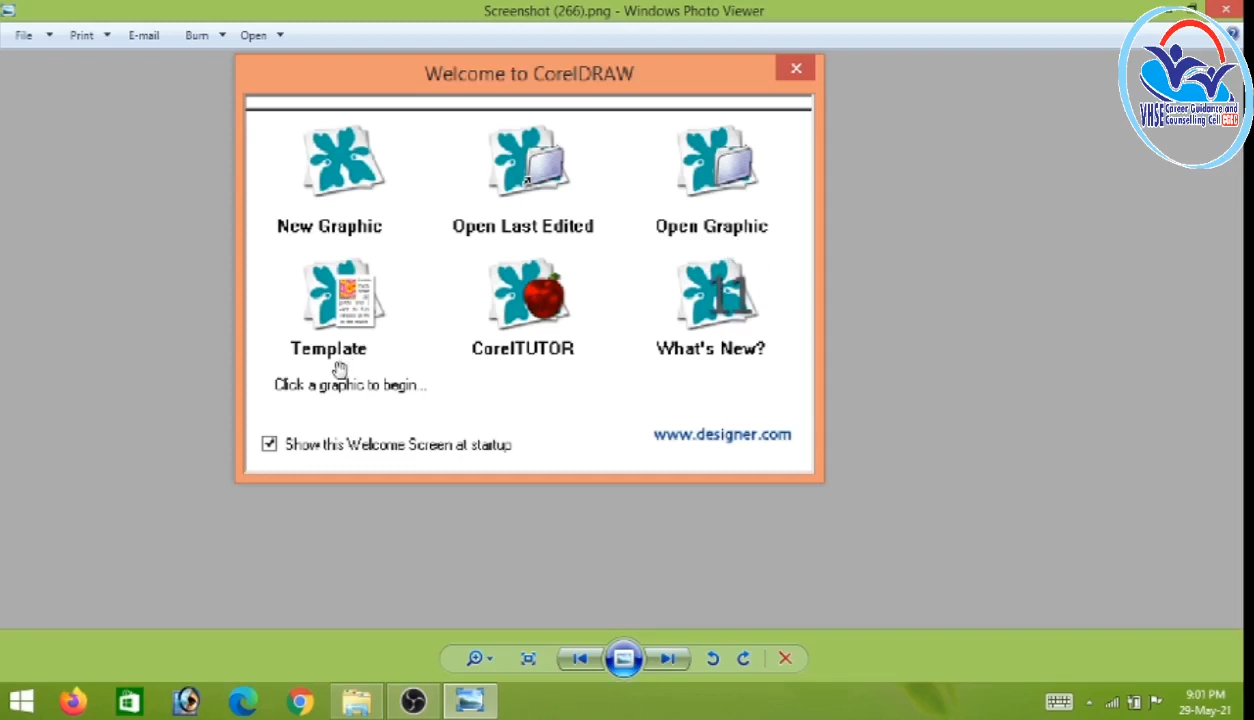 Screenshot (266).png - Windows Photo Viewer
File Print E-mail Burn Open
VHSE Career Guidance and
Counselling Cell CGCC
Welcome to CorelDRAW
New Graphic Open Last Edited Open Graphic
Template CorelTUTOR What's New?
Click a graphic to begin...
www.designer.com
Show this Welcome Screen at startup
9:01 PM
29-May-21